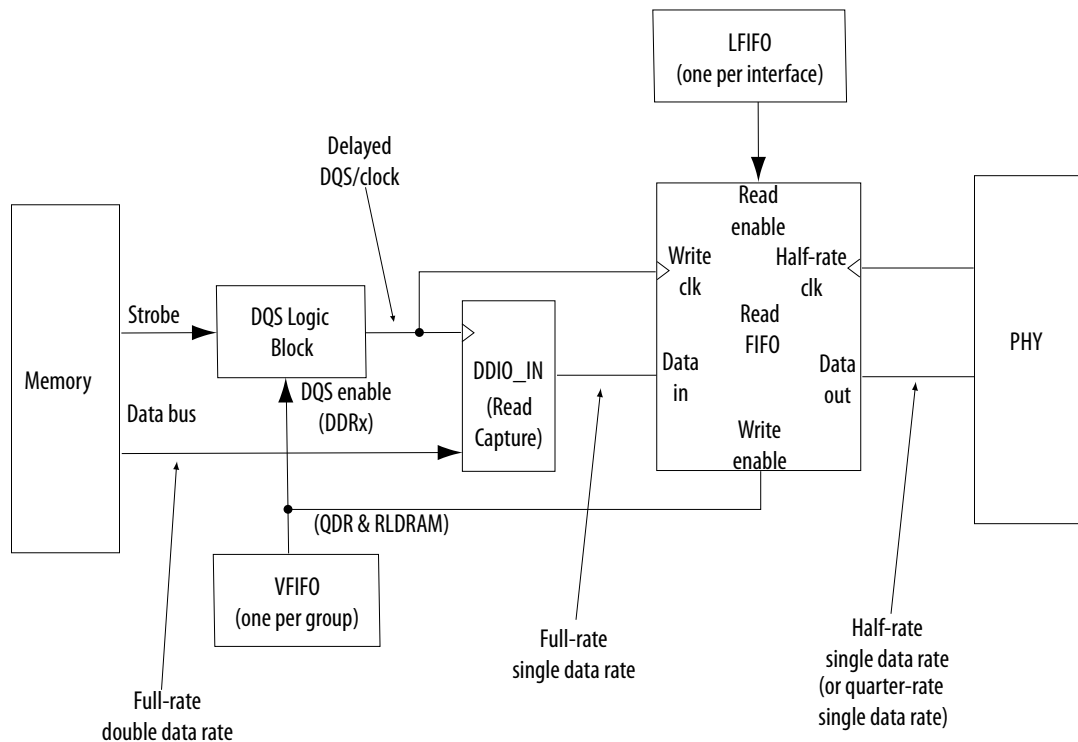 LFIFO
(one per interface)
Delayed
DQS/clock
Read
enable
Write
clk
Half-rate
clk
Strobe
DQS Logic
Block
Read
FIFO
PHY
Memory
DDIO_IN
(Read
Capture)
Data
in
Data
out
DQS enable
(DDRx)
Data bus
Write
enable
(QDR & RLDRAM)
VFIFO
(one per group)
Full-rate
double data rate
Full-rate
single data rate
Half-rate
single data rate
(or quarter-rate
single data rate)